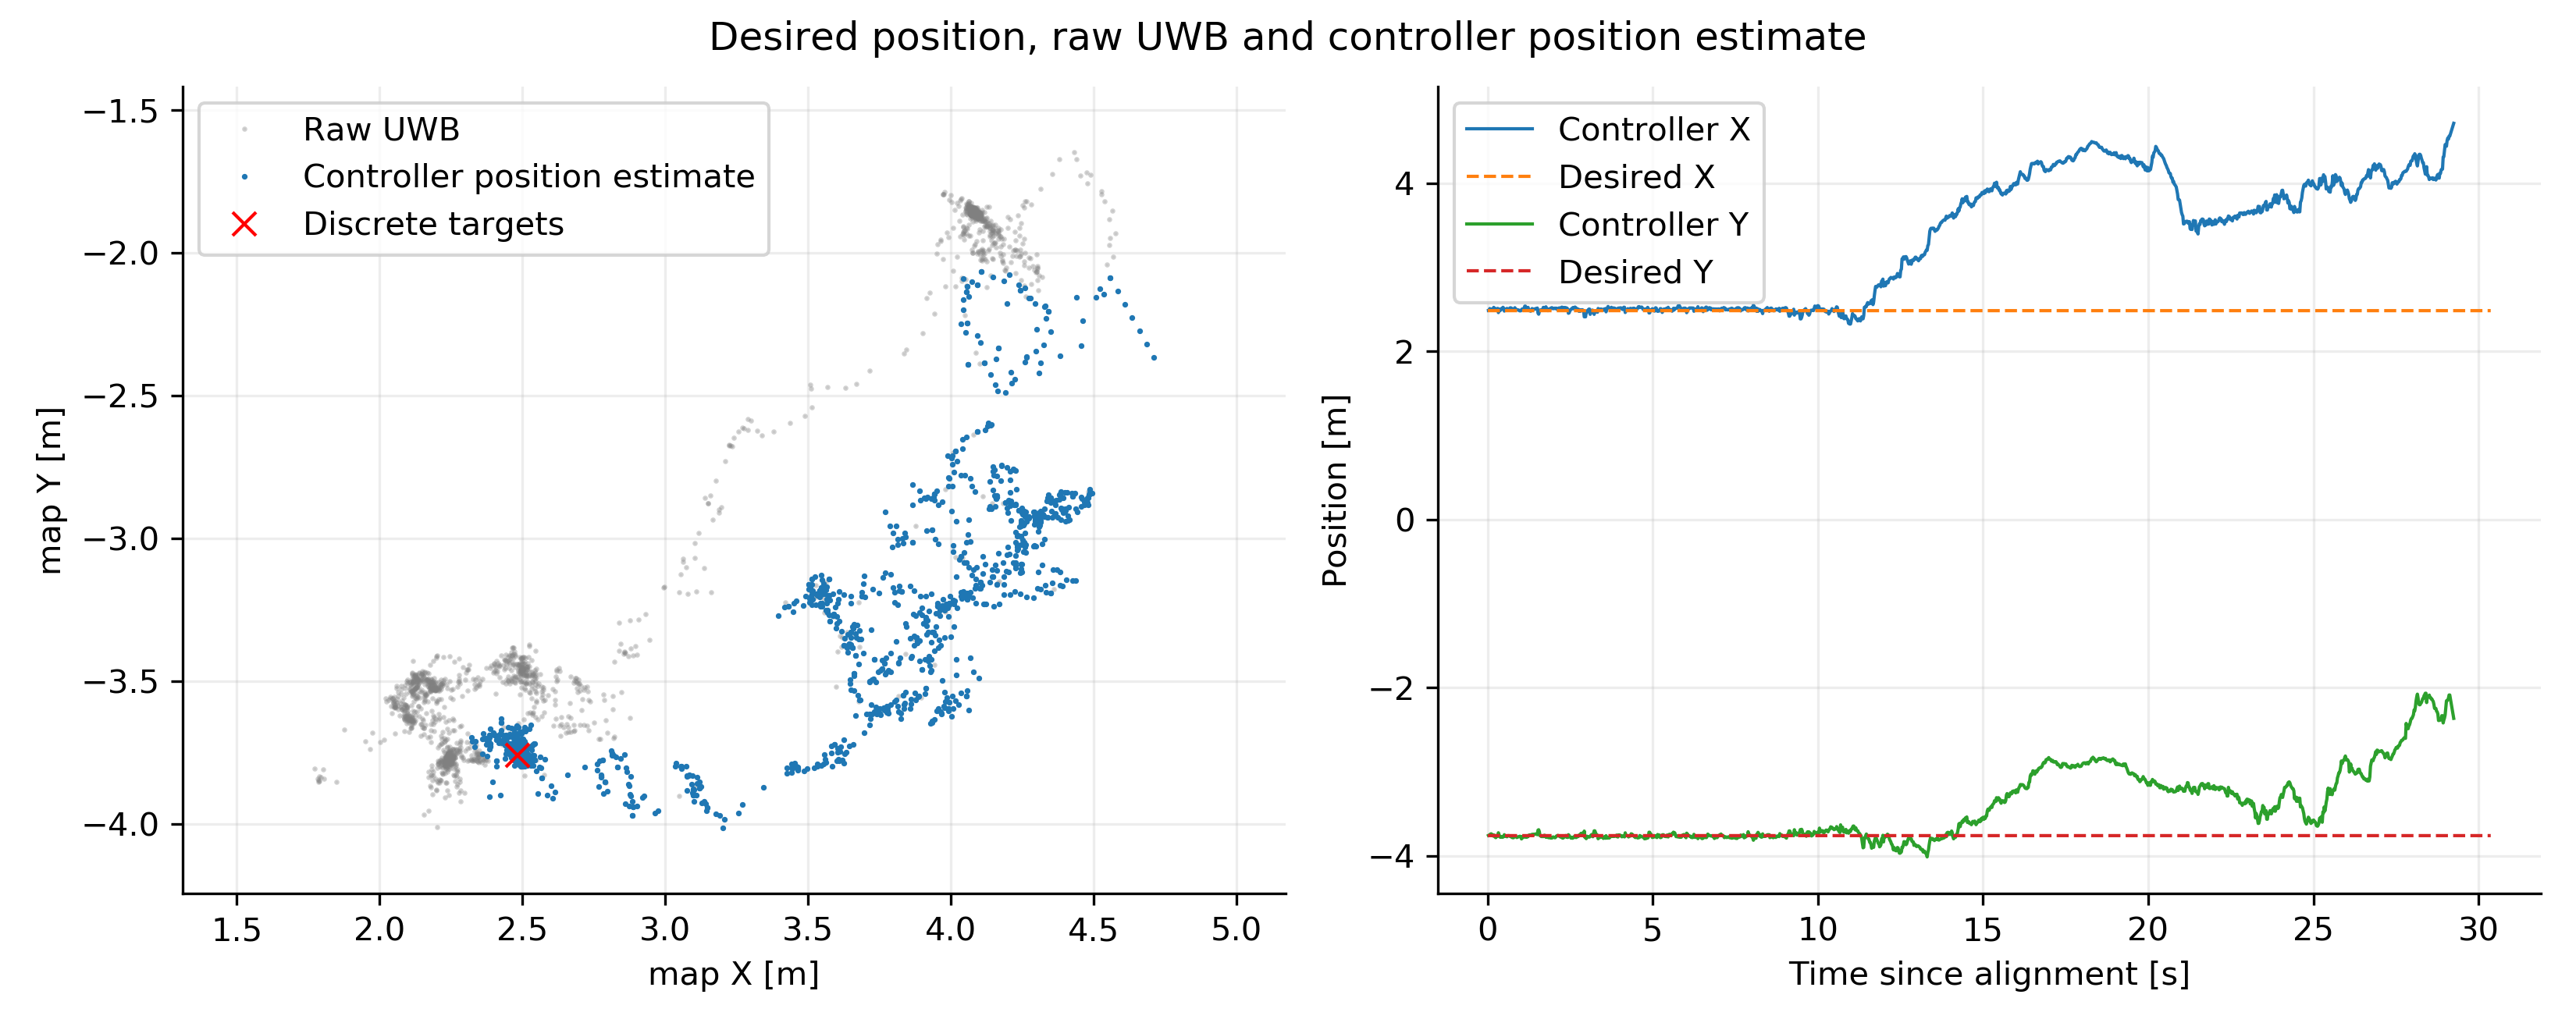 Desired position, raw UWB and controller position estimate
−1.5
−2.0
−2.5
−3.0
−3.5
−4.0
map Y [m]
Raw UWB
Controller position estimate
Discrete targets
1.5 2.0 2.5 3.0 3.5 4.0 4.5 5.0
map X [m]
4
2
0
−2
−4
Position [m]
Controller X
Desired X
Controller Y
Desired Y
0 5 10 15 20 25 30
Time since alignment [s]